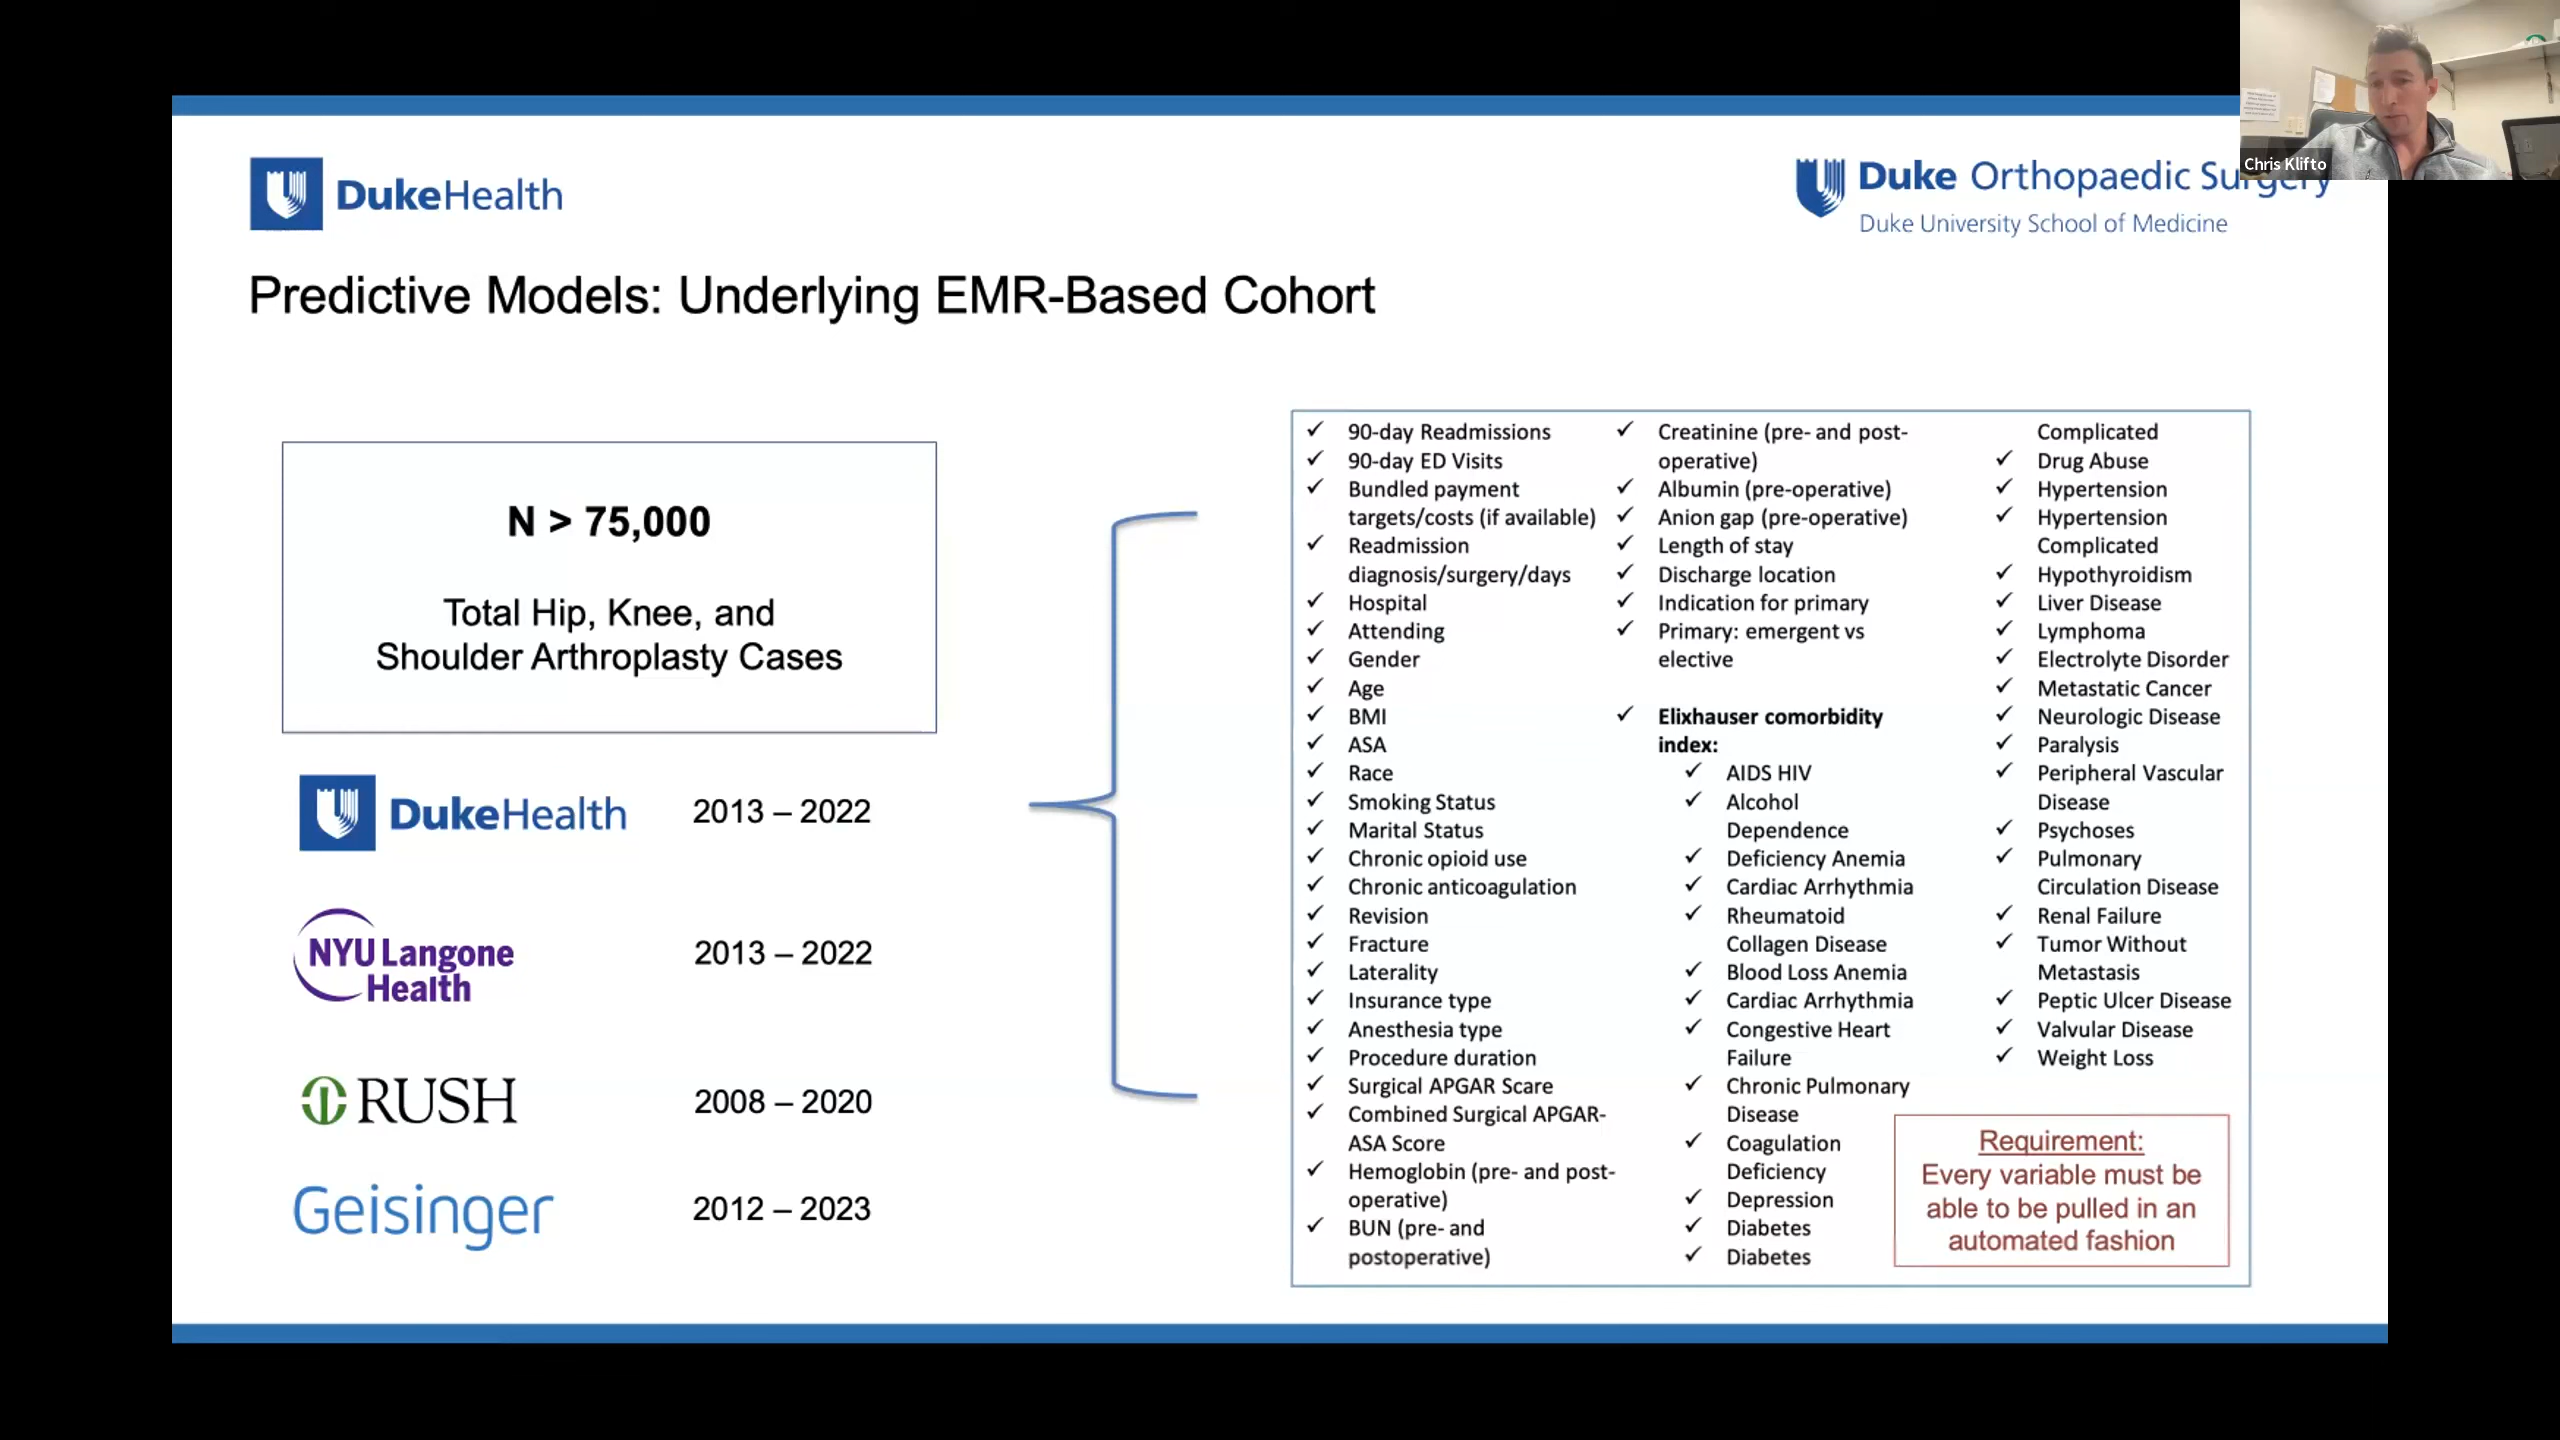 Chris Klifto
DukeHealth
Duke Orthopaedic Surgery
Duke University School of Medicine
Predictive Models: Underlying EMR-Based Cohort
N > 75,000
Total Hip, Knee, and
Shoulder Arthroplasty Cases
DukeHealth
2013 – 2022
NYU Langone
Health
2013 – 2022
RUSH
2008 – 2020
Geisinger
2012 – 2023
✓ 90-day Readmissions
✓ 90-day ED Visits
✓ Bundled payment
targets/costs (if available)
✓ Readmission
diagnosis/surgery/days
✓ Hospital
✓ Attending
✓ Gender
✓ Age
✓ BMI
✓ ASA
✓ Race
✓ Smoking Status
✓ Marital Status
✓ Chronic opioid use
✓ Chronic anticoagulation
✓ Revision
✓ Fracture
✓ Laterality
✓ Insurance type
✓ Anesthesia type
✓ Procedure duration
✓ Surgical APGAR Scare
✓ Combined Surgical APGAR-
ASA Score
✓ Hemoglobin (pre- and post-
operative)
✓ BUN (pre- and
postoperative)
✓ Creatinine (pre- and post-
operative)
✓ Albumin (pre-operative)
✓ Anion gap (pre-operative)
✓ Length of stay
✓ Discharge location
✓ Indication for primary
✓ Primary: emergent vs
elective
✓ Elixhauser comorbidity
index:
✓ AIDS HIV
✓ Alcohol
Dependence
✓ Deficiency Anemia
✓ Cardiac Arrhythmia
✓ Rheumatoid
Collagen Disease
✓ Blood Loss Anemia
✓ Cardiac Arrhythmia
✓ Congestive Heart
Failure
✓ Chronic Pulmonary
Disease
✓ Coagulation
Deficiency
✓ Depression
✓ Diabetes
✓ Diabetes
Complicated
✓ Drug Abuse
✓ Hypertension
✓ Hypertension
Complicated
✓ Hypothyroidism
✓ Liver Disease
✓ Lymphoma
✓ Electrolyte Disorder
✓ Metastatic Cancer
✓ Neurologic Disease
✓ Paralysis
✓ Peripheral Vascular
Disease
✓ Psychoses
✓ Pulmonary
Circulation Disease
✓ Renal Failure
✓ Tumor Without
Metastasis
✓ Peptic Ulcer Disease
✓ Valvular Disease
✓ Weight Loss
Requirement:
Every variable must be
able to be pulled in an
automated fashion